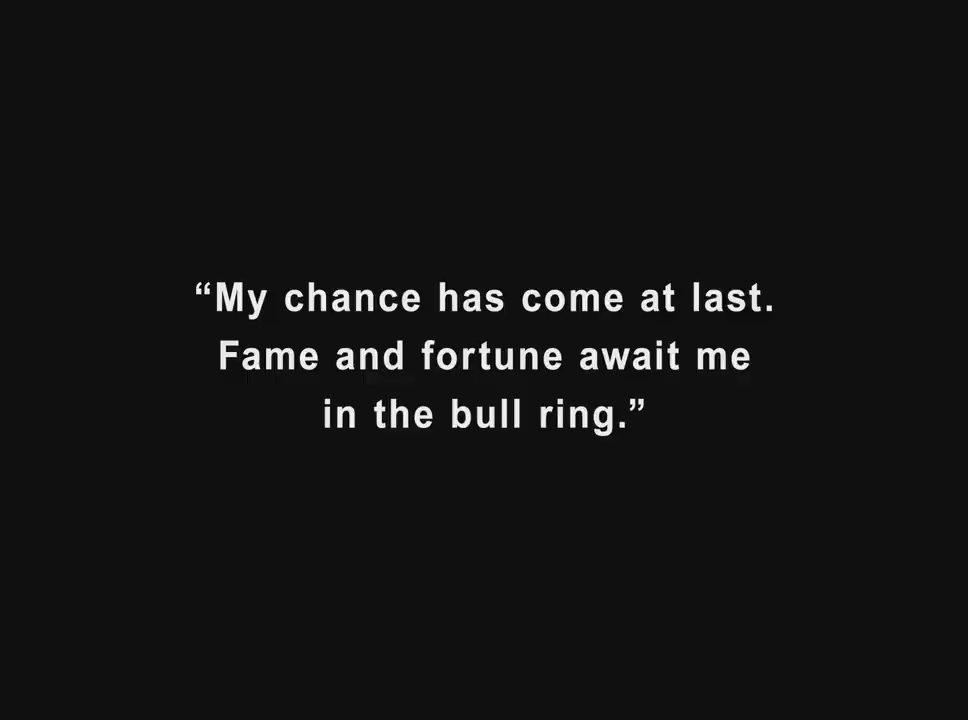 “My chance has come at last.
Fame and fortune await me
in the bull ring.”